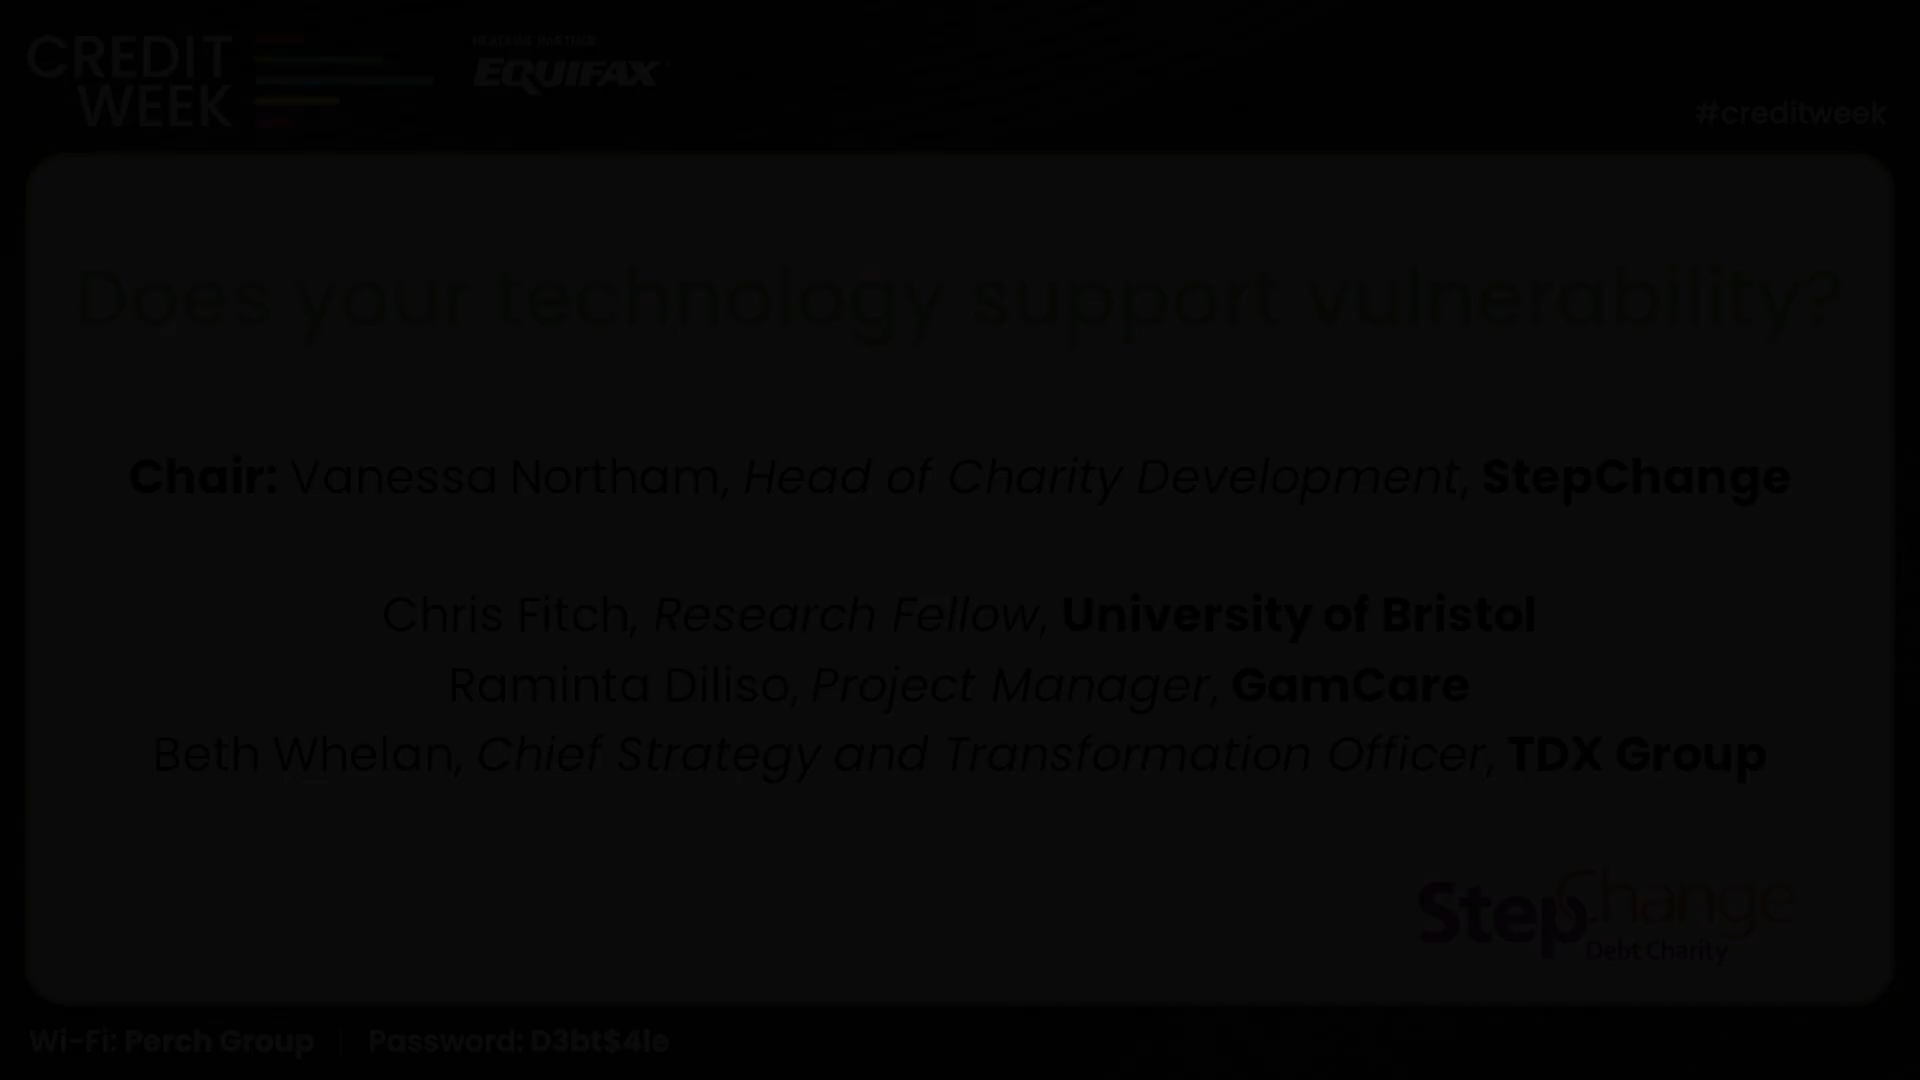 CREDIT
WEEK
HEADLINE PARTNER
EQUIFAX
#creditweek
Does your technology support vulnerability?
Chair: Vanessa Northam, Head of Charity Development, StepChange
Chris Fitch, Research Fellow, University of Bristol
Raminta Diliso, Project Manager, GamCare
Beth Whelan, Chief Strategy and Transformation Officer, TDX Group
StepChange
Debt Charity
Wi-Fi: Perch Group | Password: D3bt$4le